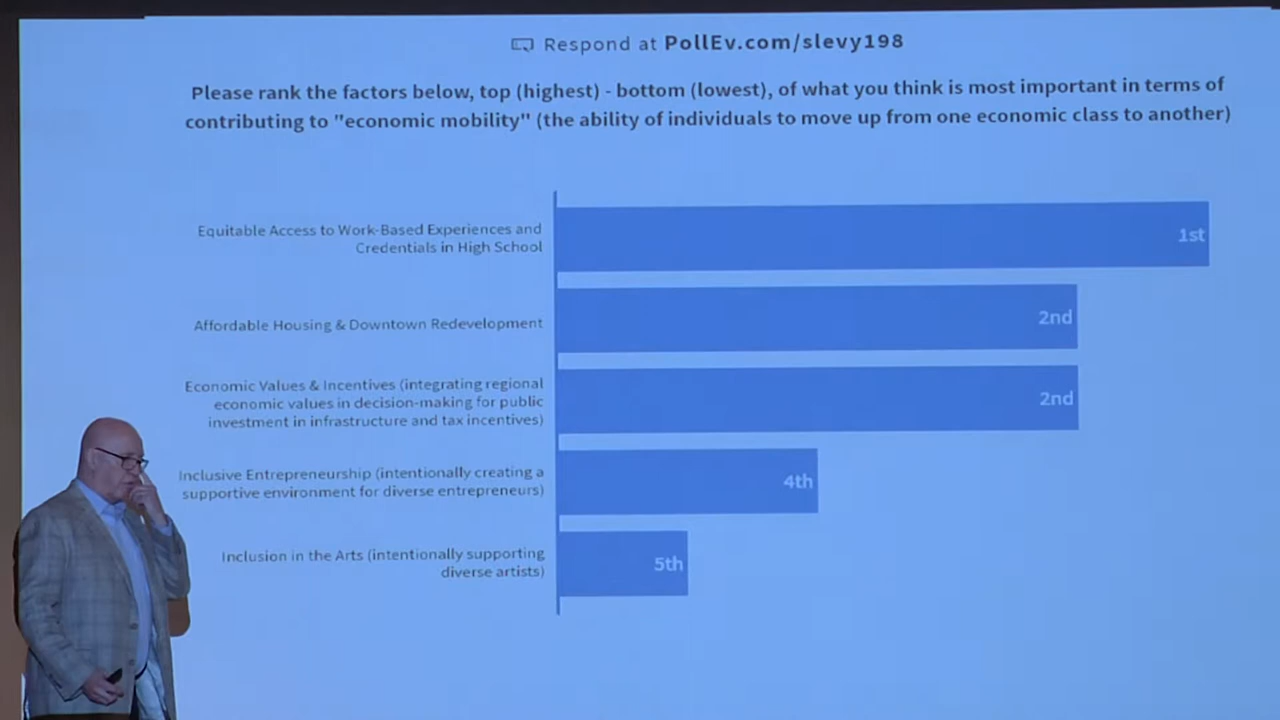 Respond at PollEv.com/slevy198
Please rank the factors below, top (highest) - bottom (lowest), of what you think is most important in terms of
contributing to "economic mobility" (the ability of individuals to move up from one economic class to another)
Equitable Access to Work-Based Experiences and
Credentials in High School
1st
Affordable Housing & Downtown Redevelopment
2nd
Economic Values & Incentives (integrating regional
economic values in decision-making for public
investment in infrastructure and tax incentives)
2nd
Inclusive Entrepreneurship (intentionally creating a
supportive environment for diverse entrepreneurs)
4th
Inclusion in the Arts (intentionally supporting
diverse artists)
5th